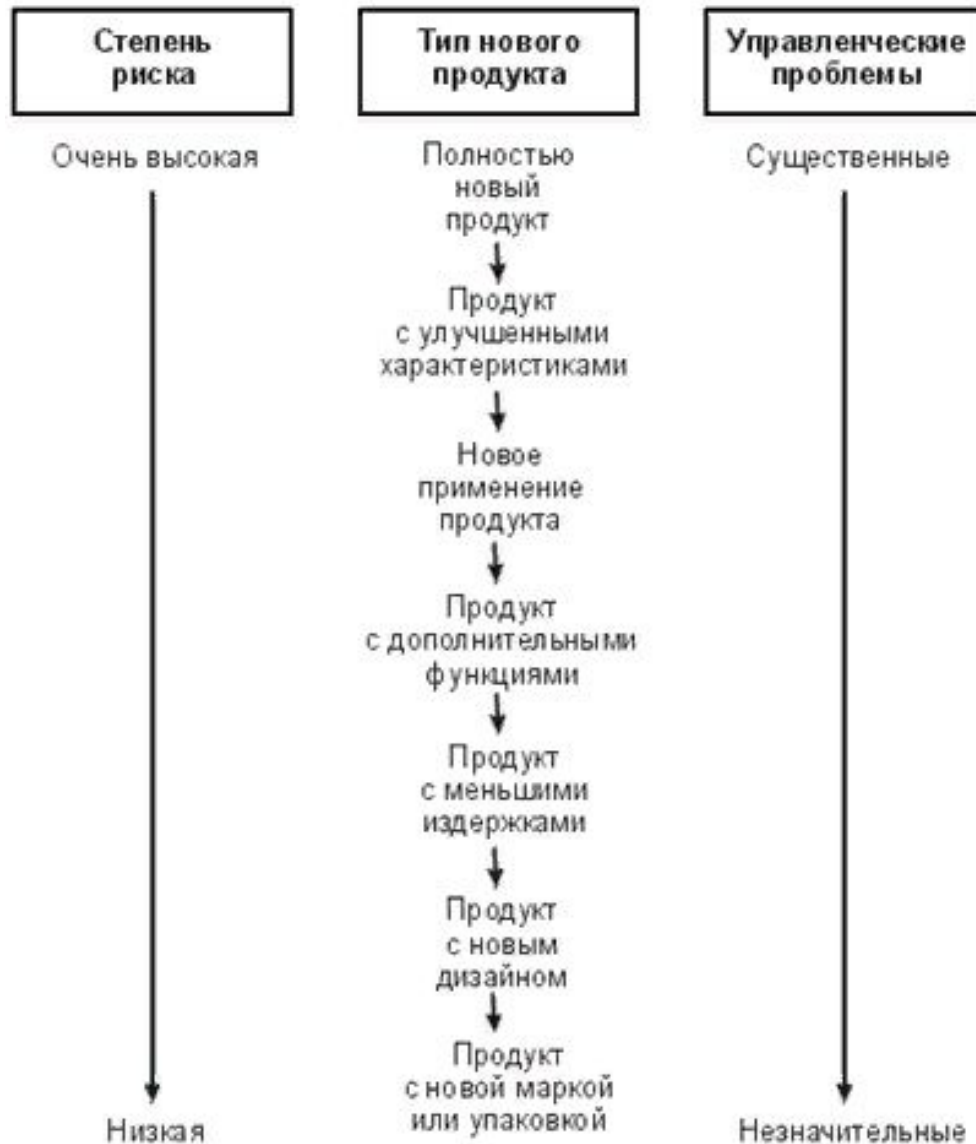 Степень
риска
Тип нового
продукта
Управленческие
проблемы
Очень высокая
Полностью
новый
продукт
Существенные
Продукт
с улучшенными
характеристиками
Новое
применение
продукта
Продукт
с дополнительными
функциями
Продукт
с меньшими
издержками
Продукт
с новым
дизайном
Продукт
с новой маркой
или упаковкой
Низкая
Незначительные